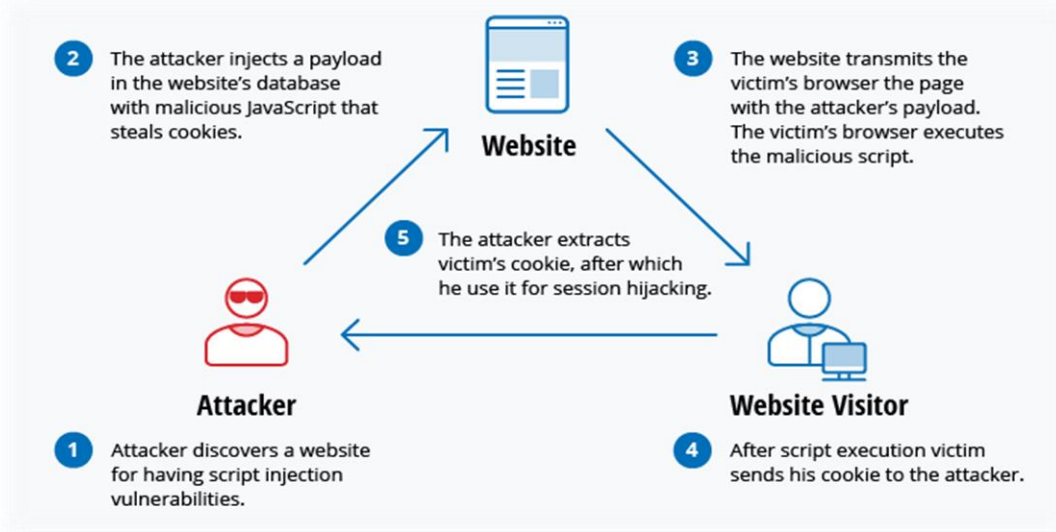 2
The attacker injects a payload
in the website's database
with malicious JavaScript that
steals cookies.
Website
3
The website transmits the
victim's browser the page
with the attacker's payload.
The victim's browser executes
the malicious script.
5
The attacker extracts
victim's cookie, after which
he use it for session hijacking.
Attacker
1
Attacker discovers a website
for having script injection
vulnerabilities.
Website Visitor
4
After script execution victim
sends his cookie to the attacker.